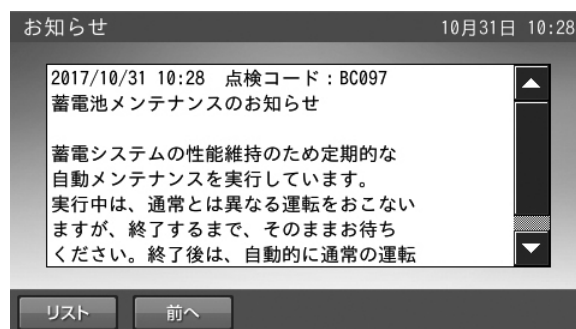 お知らせ 10月31日 10:28
2017/10/31 10:28 点検コード：BC097
蓄電池メンテナンスのお知らせ
蓄電システムの性能維持のため定期的な
自動メンテナンスを実行しています。
実行中は、通常とは異なる運転をおこない
ますが、終了するまで、そのままお待ち
ください。終了後は、自動的に通常の運転
リスト 前へ